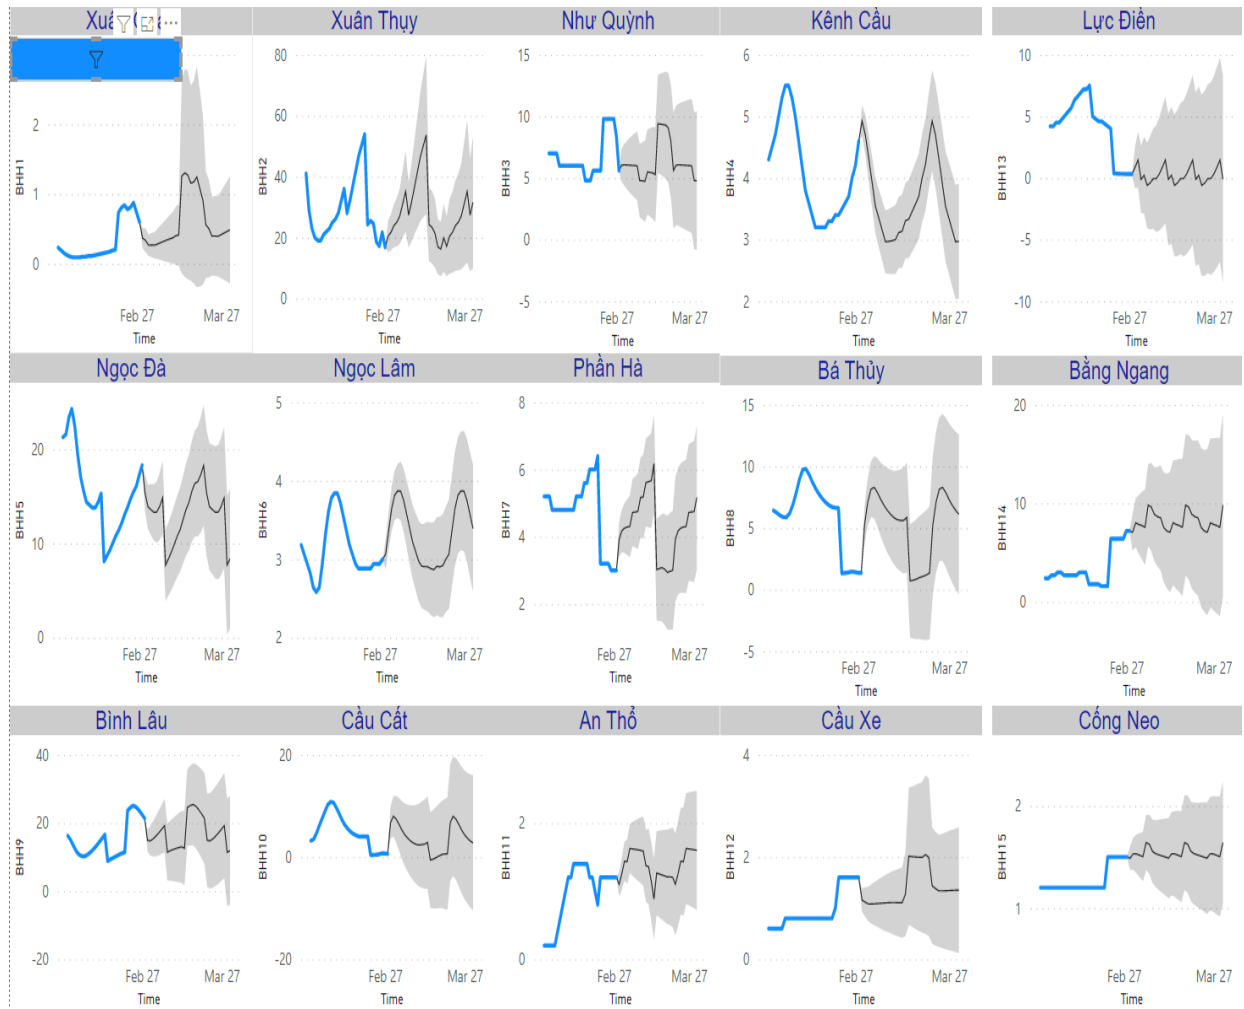 Xuân Thụy
Như Quỳnh
Kênh Cầu
Lực Điền
2
1
0
BHH1
Feb 27
Mar 27
Time
80
60
40
20
0
BHH2
Feb 27
Mar 27
Time
15
10
5
0
-5
BHH3
Feb 27
Mar 27
Time
6
5
4
3
2
BHH4
Feb 27
Mar 27
Time
10
5
0
-5
-10
BHH13
Feb 27
Mar 27
Time
Ngọc Đà
Ngọc Lâm
Phần Hà
Bá Thủy
Bằng Ngang
20
10
0
BHH5
Feb 27
Mar 27
Time
5
4
3
2
BHH6
Feb 27
Mar 27
Time
8
6
4
2
BHH7
Feb 27
Mar 27
Time
15
10
5
0
-5
BHH8
Feb 27
Mar 27
Time
20
10
0
BHH14
Feb 27
Mar 27
Time
Bình Lâu
Cầu Cất
An Thổ
Cầu Xe
Cống Neo
40
20
0
-20
BHH9
Feb 27
Mar 27
Time
20
0
-20
BHH10
Feb 27
Mar 27
Time
2
0
BHH11
Feb 27
Mar 27
Time
4
2
0
BHH12
Feb 27
Mar 27
Time
2
1
BHH15
Feb 27
Mar 27
Time